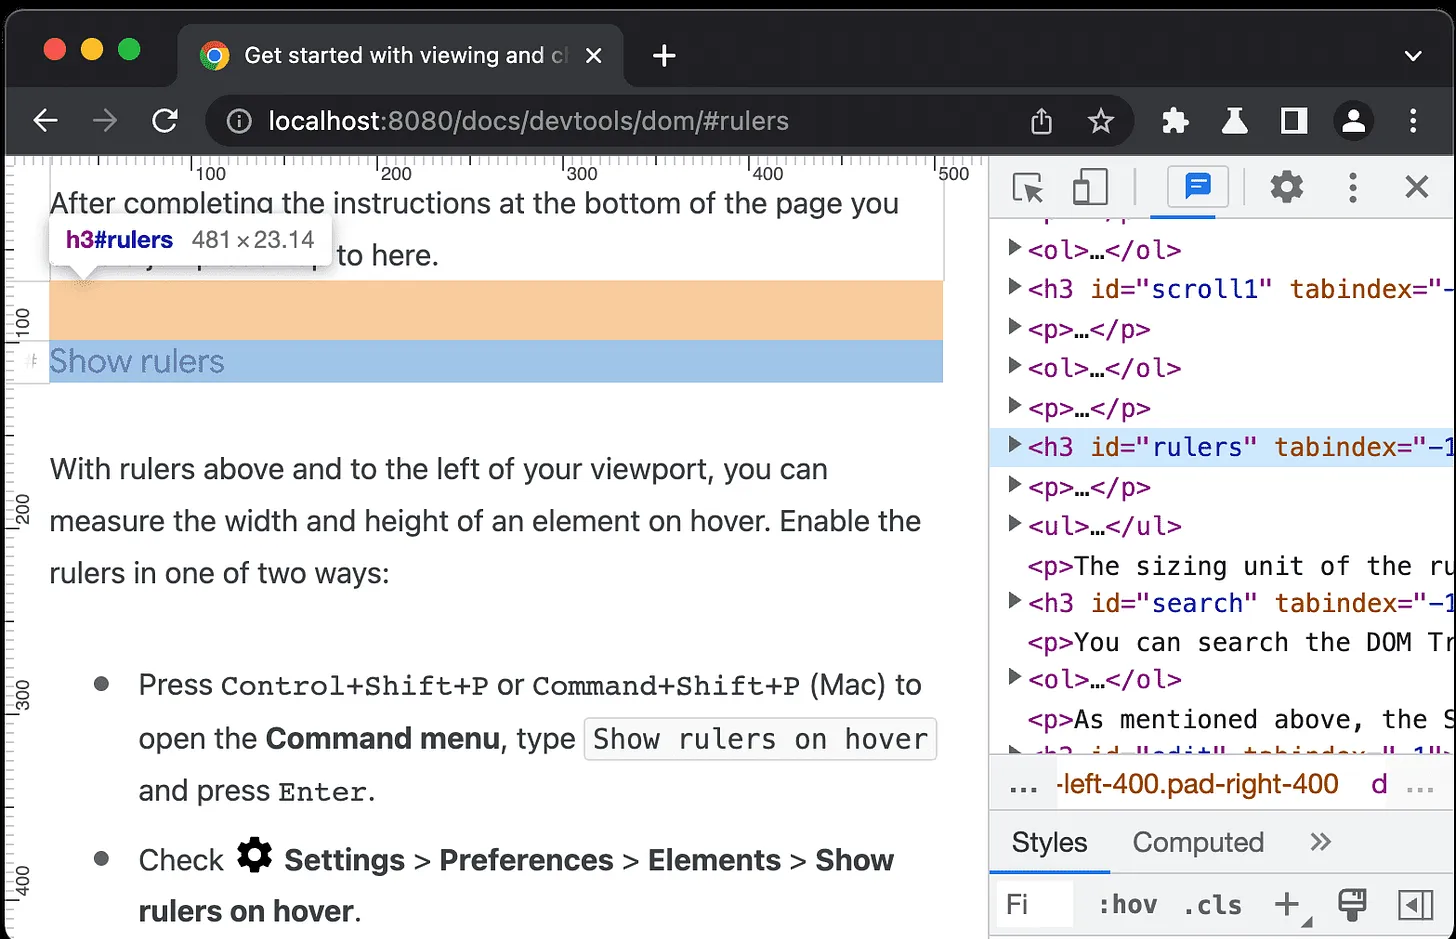 Get started with viewing and c
localhost:8080/docs/devtools/dom/#rulers
100 200 300 400 500
After completing the instructions at the bottom of the page you
to here.
h3#rulers 481 × 23.14
100
# Show rulers
With rulers above and to the left of your viewport, you can
measure the width and height of an element on hover. Enable the
200
rulers in one of two ways:
300
Press Control+Shift+P or Command+Shift+P (Mac) to
open the Command menu, type Show rulers on hover
and press Enter.
400
Check Settings > Preferences > Elements > Show
rulers on hover.
<ol>…</ol>
<h3 id="scroll1" tabindex="-
<p>…</p>
<ol>…</ol>
<p>…</p>
<h3 id="rulers" tabindex="-1
<p>…</p>
<ul>…</ul>
<p>The sizing unit of the ru
<h3 id="search" tabindex="-1
<p>You can search the DOM Tr
<ol>…</ol>
<p>As mentioned above, the S
<h3 id="edit" tabindex="-1">
... -left-400.pad-right-400 d ...
Styles Computed »
Fi :hov .cls +